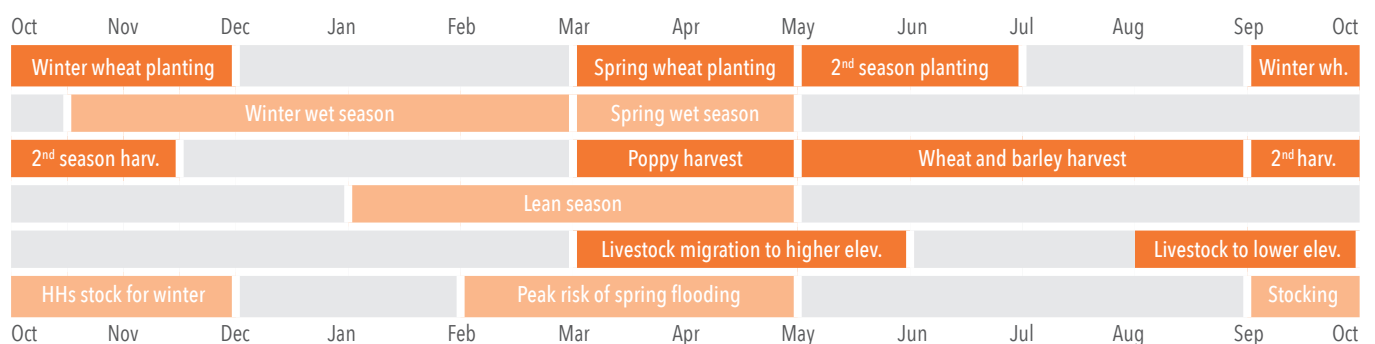 Oct Nov Dec Jan Feb Mar Apr May Jun Jul Aug Sep Oct
Winter wheat planting Spring wheat planting 2nd season planting Winter wh.
Winter wet season Spring wet season
2nd season harv. Poppy harvest Wheat and barley harvest 2nd harv.
Lean season
Livestock migration to higher elev. Livestock to lower elev.
HHs stock for winter Peak risk of spring flooding Stocking
Oct Nov Dec Jan Feb Mar Apr May Jun Jul Aug Sep Oct